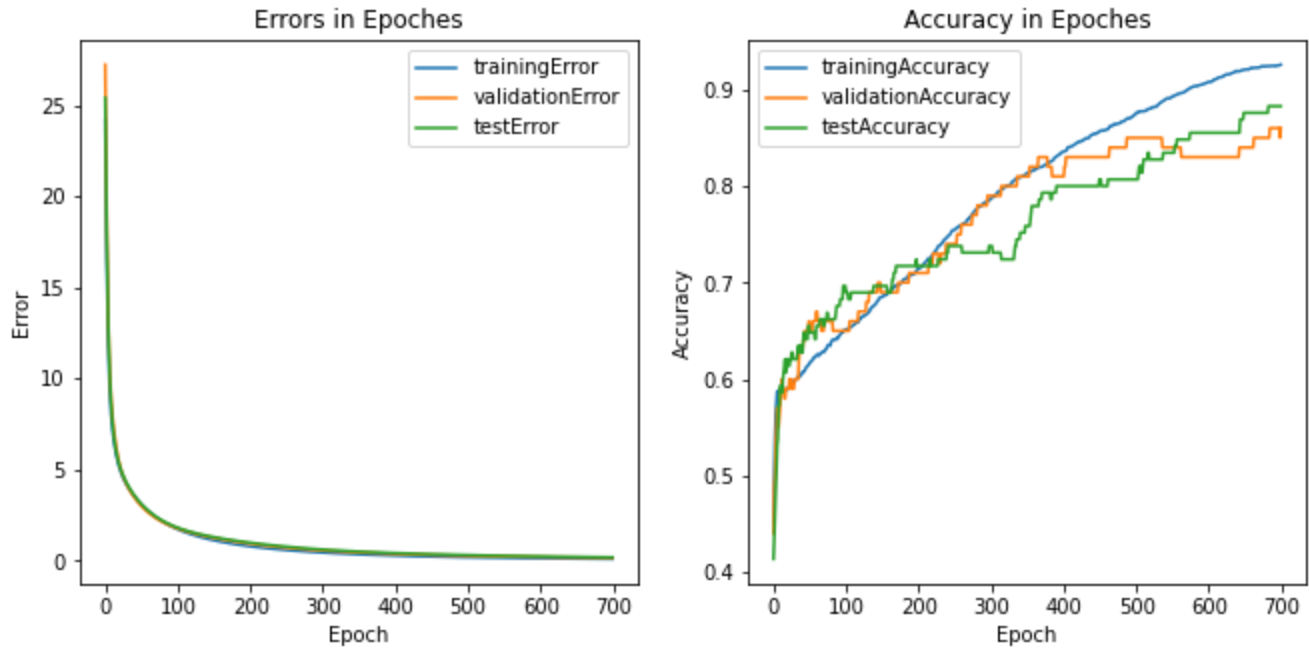 Errors in Epoches
trainingError
validationError
testError
Error
25
20
15
10
5
0
0 100 200 300 400 500 600 700
Epoch
Accuracy in Epoches
trainingAccuracy
validationAccuracy
testAccuracy
Accuracy
0.9
0.8
0.7
0.6
0.5
0.4
0 100 200 300 400 500 600 700
Epoch